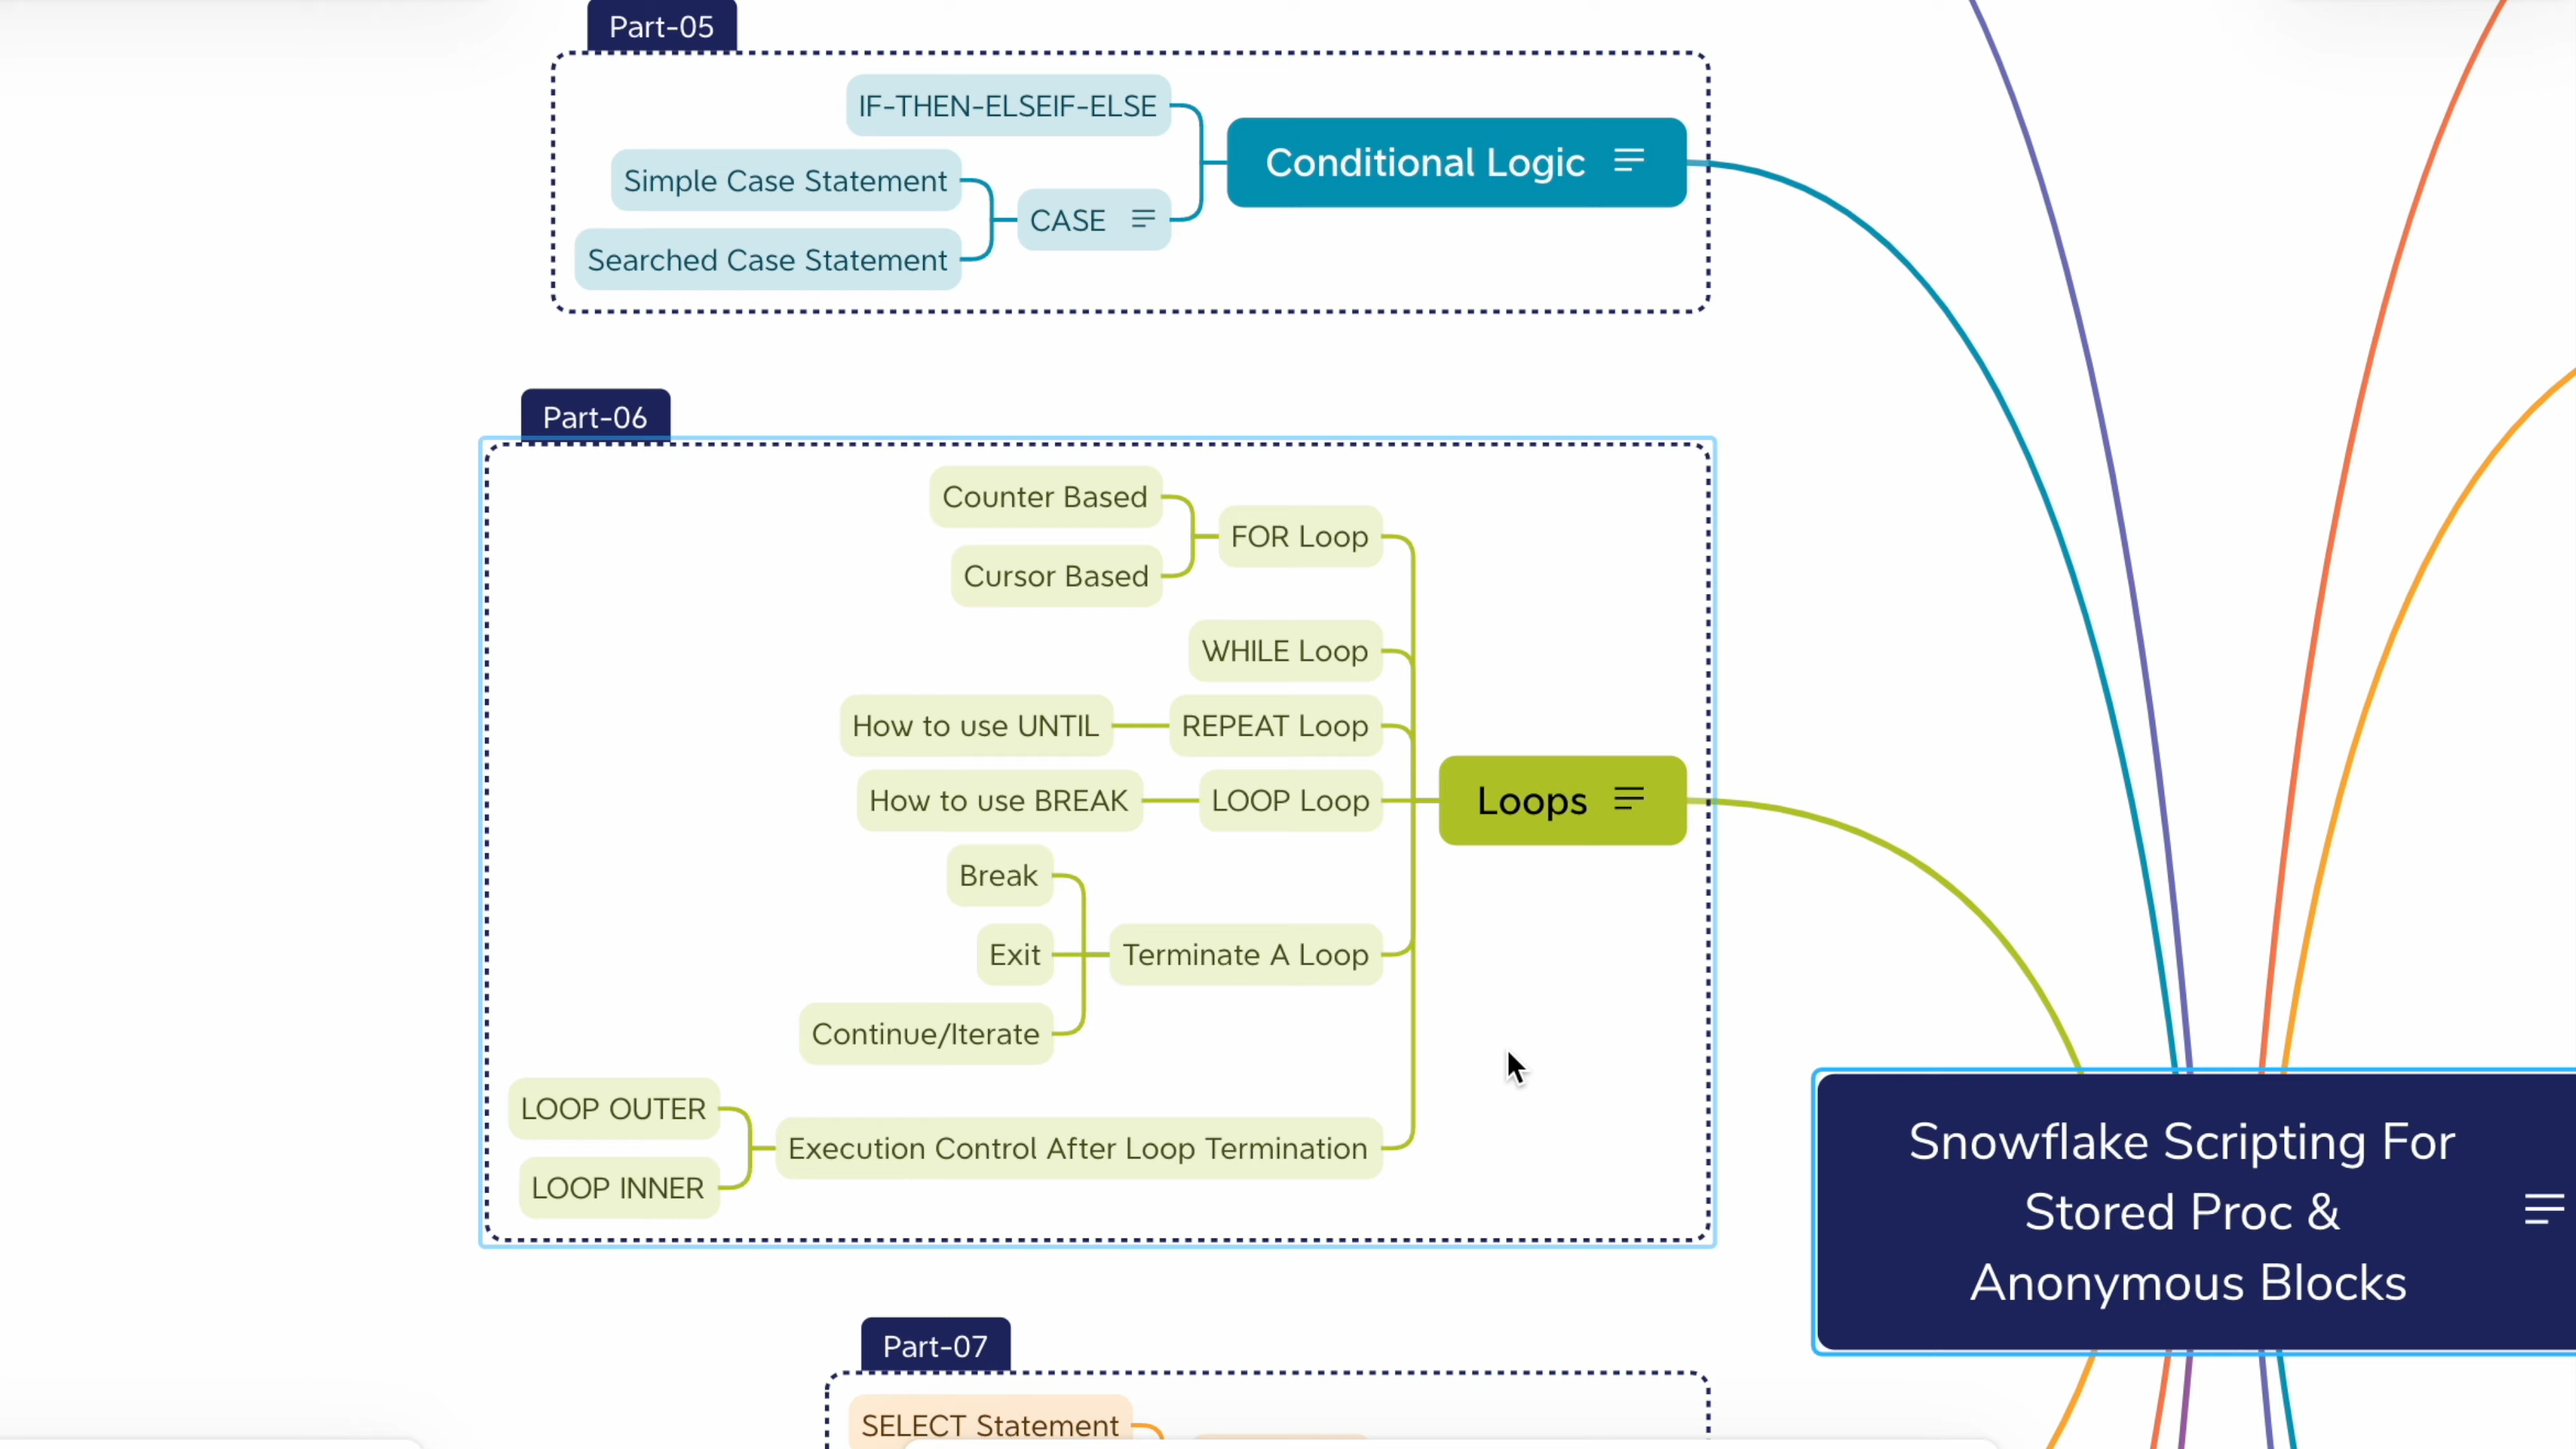 Part-05
IF-THEN-ELSEIF-ELSE
Conditional Logic
Simple Case Statement
CASE
Searched Case Statement
Part-06
Counter Based
FOR Loop
Cursor Based
WHILE Loop
How to use UNTIL
REPEAT Loop
How to use BREAK
LOOP Loop
Loops
Break
Exit
Terminate A Loop
Continue/Iterate
LOOP OUTER
Execution Control After Loop Termination
LOOP INNER
Snowflake Scripting For
Stored Proc &
Anonymous Blocks
Part-07
SELECT Statement